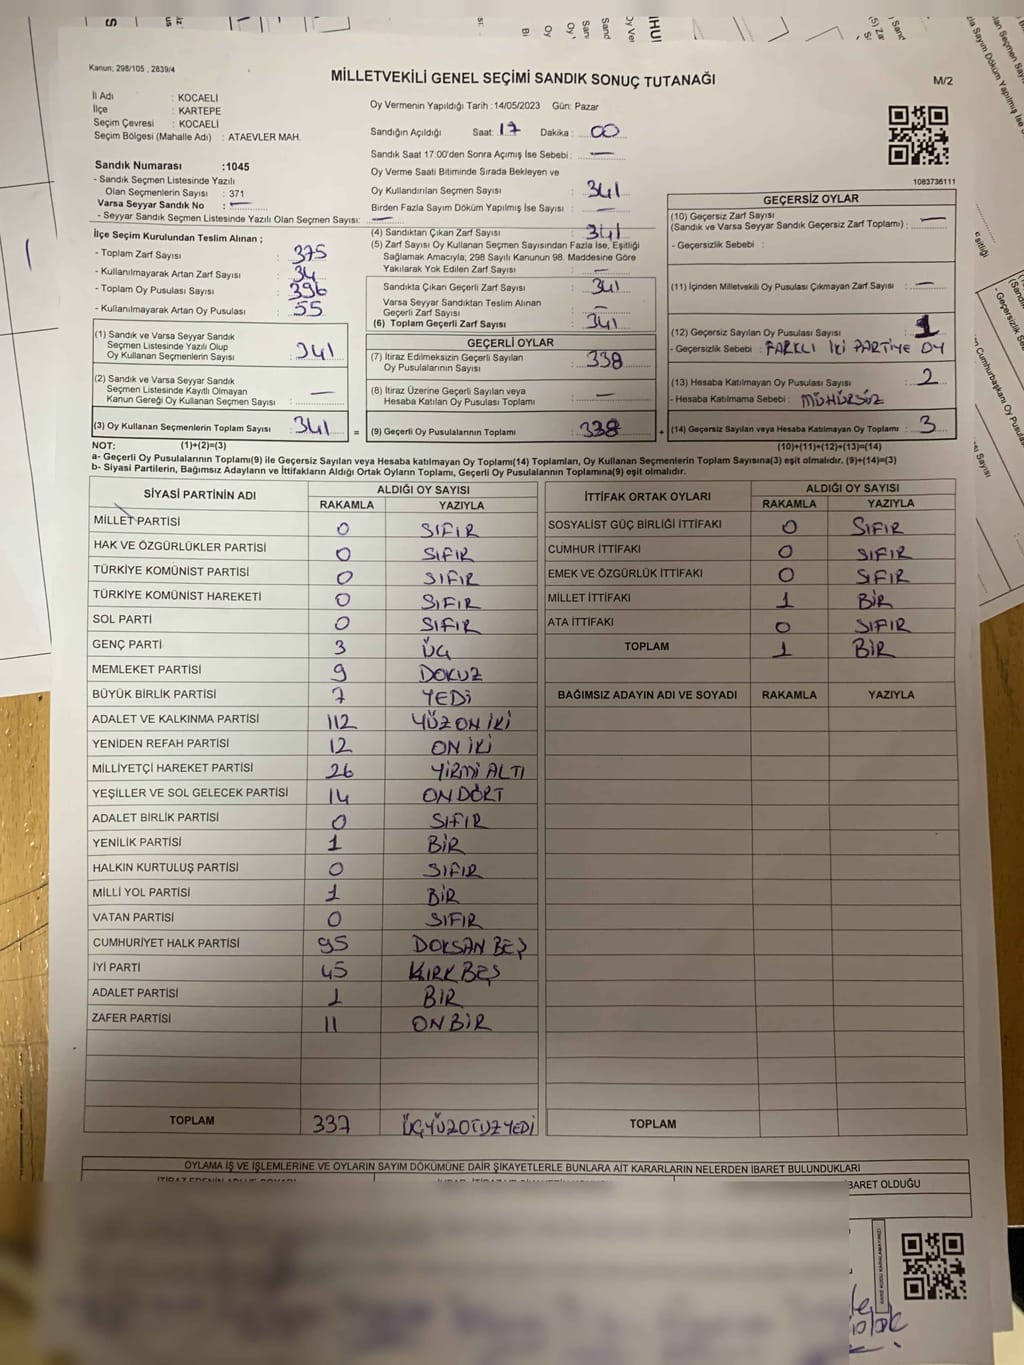 Kanun: 298/105 , 2839/4
MİLLETVEKİLİ GENEL SEÇİMİ SANDIK SONUÇ TUTANAĞI
M/2
İl Adı : KOCAELİ
İlçe : KARTEPE
Seçim Çevresi : KOCAELİ
Seçim Bölgesi (Mahalle Adı) : ATAEVLER MAH.
Sandık Numarası :1045
- Sandık Seçmen Listesinde Yazılı
Olan Seçmenlerin Sayısı : 371
Varsa Seyyar Sandık No : —
- Seyyar Sandık Seçmen Listesinde Yazılı Olan Seçmen Sayısı: —
İlçe Seçim Kurulundan Teslim Alınan ;
- Toplam Zarf Sayısı : 375
- Kullanılmayarak Artan Zarf Sayısı : 34
- Toplam Oy Pusulası Sayısı : 396
- Kullanılmayarak Artan Oy Pusulası : 55
(1) Sandık ve Varsa Seyyar Sandık
Seçmen Listesinde Yazılı Olup
Oy Kullanan Seçmenlerin Sayısı : 341
(2) Sandık ve Varsa Seyyar Sandık
Seçmen Listesinde Kayıtlı Olmayan
Kanun Gereği Oy Kullanan Seçmen Sayısı : —
(3) Oy Kullanan Seçmenlerin Toplam Sayısı : 341
Oy Vermenin Yapıldığı Tarih :14/05/2023 Gün: Pazar
Sandığın Açıldığı Saat: 17 Dakika : 00
Sandık Saat 17:00'den Sonra Açımış İse Sebebi : —
Oy Verme Saati Bitiminde Sırada Bekleyen ve
Oy Kullandırılan Seçmen Sayısı : 341
Birden Fazla Sayım Döküm Yapılmış İse Sayısı : —
(4) Sandıktan Çıkan Zarf Sayısı : 341
(5) Zarf Sayısı Oy Kullanan Seçmen Sayısından Fazla İse, Eşitliği
Sağlamak Amacıyla; 298 Sayılı Kanunun 98. Maddesine Göre
Yakılarak Yok Edilen Zarf Sayısı : —
Sandıkta Çıkan Geçerli Zarf Sayısı : 341
Varsa Seyyar Sandıktan Teslim Alınan
Geçerli Zarf Sayısı : —
(6) Toplam Geçerli Zarf Sayısı : 341
GEÇERLİ OYLAR
(7) İtiraz Edilmeksizin Geçerli Sayılan
Oy Pusulalarının Sayısı : 338
(8) İtiraz Üzerine Geçerli Sayılan veya
Hesaba Katılan Oy Pusulası Toplamı : —
= (9) Geçerli Oy Pusulalarının Toplamı : 338 +
1083736111
GEÇERSİZ OYLAR
(10) Geçersiz Zarf Sayısı
(Sandık ve Varsa Seyyar Sandık Geçersiz Zarf Toplamı) : —
- Geçersizlik Sebebi :
(11) İçinden Milletvekili Oy Pusulası Çıkmayan Zarf Sayısı : —
(12) Geçersiz Sayılan Oy Pusulası Sayısı : 1
- Geçersizlik Sebebi : FARKLI İKİ PARTİYE OY
(13) Hesaba Katılmayan Oy Pusulası Sayısı : 2
- Hesaba Katılmama Sebebi : MÜHÜRSÜZ
(14) Geçersiz Sayılan veya Hesaba Katılmayan Oy Toplamı : 3
NOT: (1)+(2)=(3) (10)+(11)+(12)+(13)=(14)
a- Geçerli Oy Pusulalarının Toplamı(9) ile Geçersiz Sayılan veya Hesaba katılmayan Oy Toplamı(14) Toplamları, Oy Kullanan Seçmenlerin Toplam Sayısına(3) eşit olmalıdır. (9)+(14)=(3)
b- Siyasi Partilerin, Bağımsız Adayların ve İttifakların Aldığı Ortak Oyların Toplamı, Geçerli Oy Pusulalarının Toplamına(9) eşit olmalıdır.
SİYASİ PARTİNİN ADI ALDIĞI OY SAYISI
RAKAMLA YAZIYLA
MİLLET PARTİSİ 0 SIFIR
HAK VE ÖZGÜRLÜKLER PARTİSİ 0 SIFIR
TÜRKİYE KOMÜNİST PARTİSİ 0 SIFIR
TÜRKİYE KOMÜNİST HAREKETİ 0 SIFIR
SOL PARTİ 0 SIFIR
GENÇ PARTİ 3 ÜÇ
MEMLEKET PARTİSİ 9 DOKUZ
BÜYÜK BİRLİK PARTİSİ 7 YEDİ
ADALET VE KALKINMA PARTİSİ 112 YÜZ ON İKİ
YENİDEN REFAH PARTİSİ 12 ON İKİ
MİLLİYETÇİ HAREKET PARTİSİ 26 YİRMİ ALTI
YEŞİLLER VE SOL GELECEK PARTİSİ 14 ON DÖRT
ADALET BİRLİK PARTİSİ 0 SIFIR
YENİLİK PARTİSİ 1 BİR
HALKIN KURTULUŞ PARTİSİ 0 SIFIR
MİLLİ YOL PARTİSİ 1 BİR
VATAN PARTİSİ 0 SIFIR
CUMHURİYET HALK PARTİSİ 95 DOKSAN BEŞ
İYİ PARTİ 45 KIRK BEŞ
ADALET PARTİSİ 1 BİR
ZAFER PARTİSİ 11 ON BİR
TOPLAM 337 ÜÇYÜZOTUZYEDİ
İTTİFAK ORTAK OYLARI ALDIĞI OY SAYISI
RAKAMLA YAZIYLA
SOSYALİST GÜÇ BİRLİĞİ İTTİFAKI 0 SIFIR
CUMHUR İTTİFAKI 0 SIFIR
EMEK VE ÖZGÜRLÜK İTTİFAKI 0 SIFIR
MİLLET İTTİFAKI 1 BİR
ATA İTTİFAKI 0 SIFIR
TOPLAM 1 BİR
BAĞIMSIZ ADAYIN ADI VE SOYADI RAKAMLA YAZIYLA
TOPLAM
OYLAMA İŞ VE İŞLEMLERİNE VE OYLARIN SAYIM DÖKÜMÜNE DAİR ŞİKAYETLERLE BUNLARA AİT KARARLARIN NELERDEN İBARET BULUNDUKLARI
BARET OLDUĞU